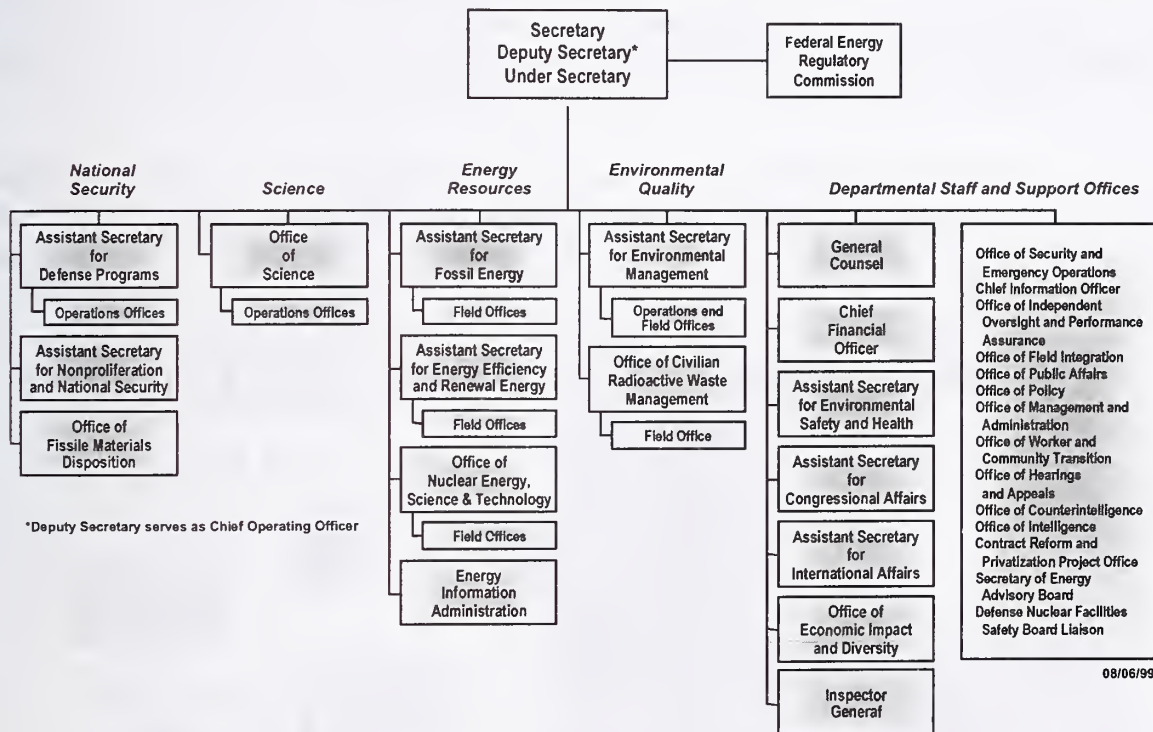 Secretary
Deputy Secretary*
Under Secretary
Federal Energy
Regulatory
Commission
National
Security
Assistant Secretary
for
Defense Programs
Operations Offices
Assistant Secretary
for Nonproliferation
and National Security
Office of
Fissile Materials
Disposition
*Deputy Secretary serves as Chief Operating Officer
Science
Office
of
Science
Operations Offices
Energy
Resources
Assistant Secretary
for
Fossil Energy
Field Offices
Assistant Secretary
for Energy Efficiency
and Renewal Energy
Field Offices
Office of
Nuclear Energy,
Science & Technology
Field Offices
Energy
Information
Administration
Environmental
Quality
Assistant Secretary
for Environmental
Management
Operations end
Field Offices
Office of Civilian
Radioactive Waste
Management
Field Office
Departmental Staff and Support Offices
General
Counsel
Chief
Financial
Officer
Assistant Secretary
for Environmental
Safety and Health
Assistant Secretary
for
Congressional Affairs
Assistant Secretary
for
International Affairs
Office of
Economic Impact
and Diversity
Inspector
General
Office of Security and
Emergency Operations
Chief Information Officer
Office of Independent
Oversight and Performance
Assurance
Office of Field Integration
Office of Public Affairs
Office of Policy
Office of Management and
Administration
Office of Worker and
Community Transition
Office of Hearings
and Appeals
Office of Counterintelligence
Office of Intelligence
Contract Reform and
Privatization Project Office
Secretary of Energy
Advisory Board
Defense Nuclear Facilities
Safety Board Liaison
08/06/99